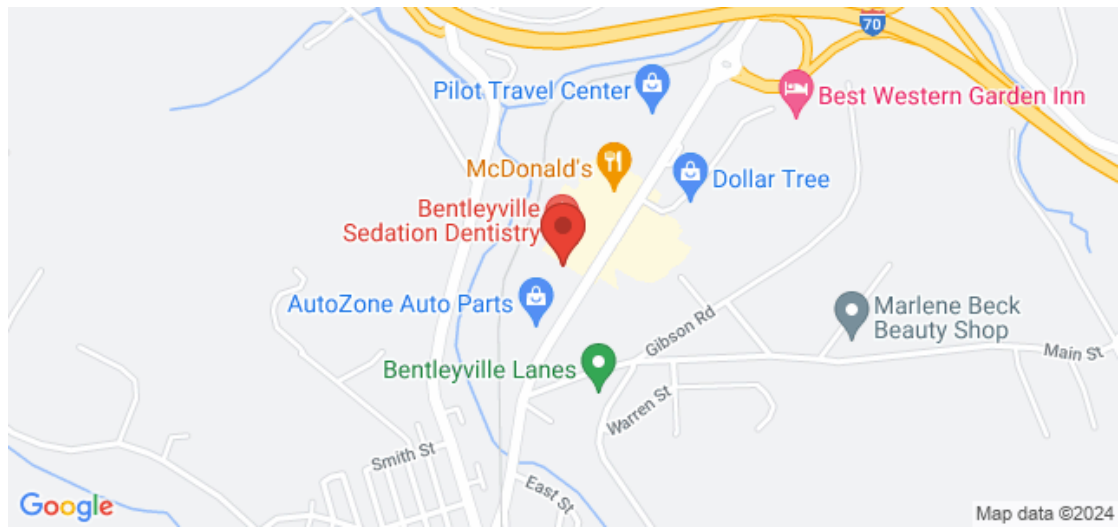 70
Pilot Travel Center
Best Western Garden Inn
McDonald's
Dollar Tree
Bentleyville
Sedation Dentistry
AutoZone Auto Parts
Marlene Beck
Beauty Shop
Gibson Rd
Main St
Bentleyville Lanes
Warren St
Smith St
East St
Google
Map data ©2024